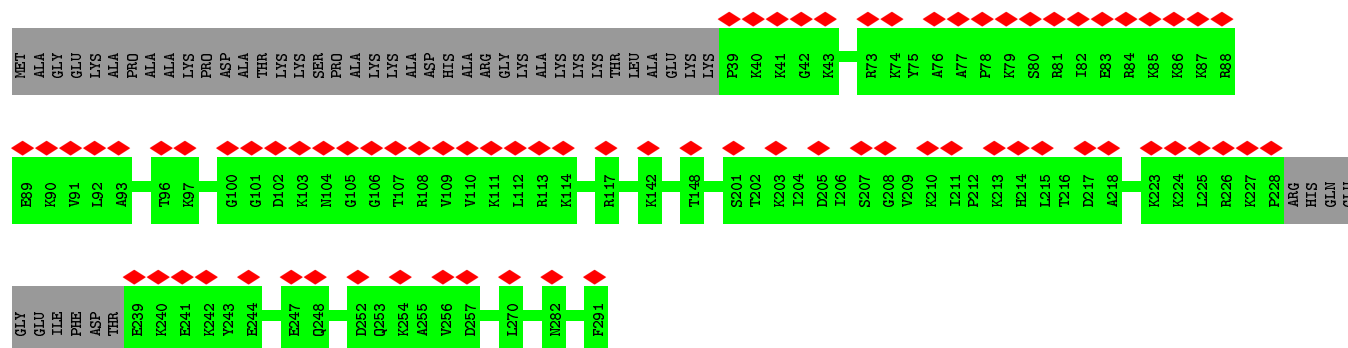 MET ALA GLY GLU LYS ALA PRO ALA ALA LYS PRO ASP ALA THR LYS LYS SER PRO ALA LYS LYS ALA ASP HIS ALA ARG GLY LYS ALA LYS LYS LYS THR LEU ALA GLU LYS LYS P39 K40 K41 G42 K43 R73 K74 Y75 A76 A77 P78 K79 S80 R81 I82 E83 R84 K85 K86 K87 R88
E89 K90 V91 L92 A93 T96 K97 G100 G101 D102 K103 N104 G105 G106 T107 R108 V109 V110 K111 L112 R113 K114 R117 K142 T148 S201 T202 K203 I204 D205 I206 S207 G208 V209 K210 I211 P212 K213 H214 L215 T216 D217 A218 K223 K224 L225 R226 K227 P228 ARG HIS GLN GLU
GLY GLU ILE PHE ASP THR E239 K240 E241 K242 Y243 E244 E247 Q248 D252 Q253 K254 A255 V256 D257 L270 N282 F291